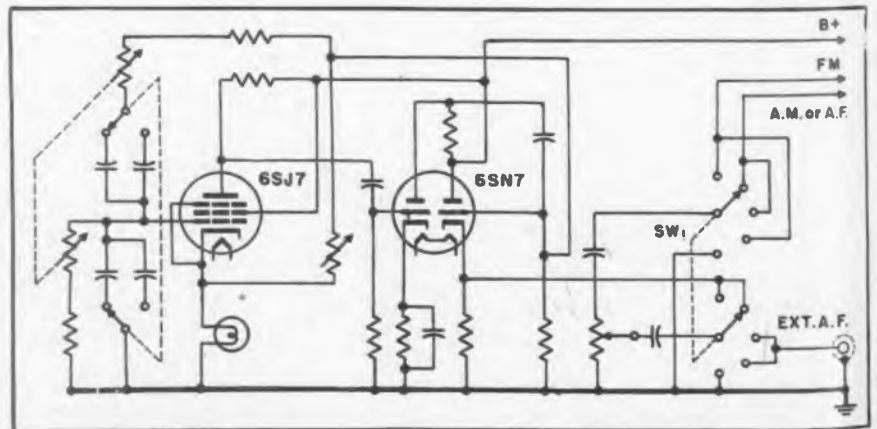 B+
FM
A.M. or A.F.
6SJ7
6SN7
SW1
EXT. A.F.